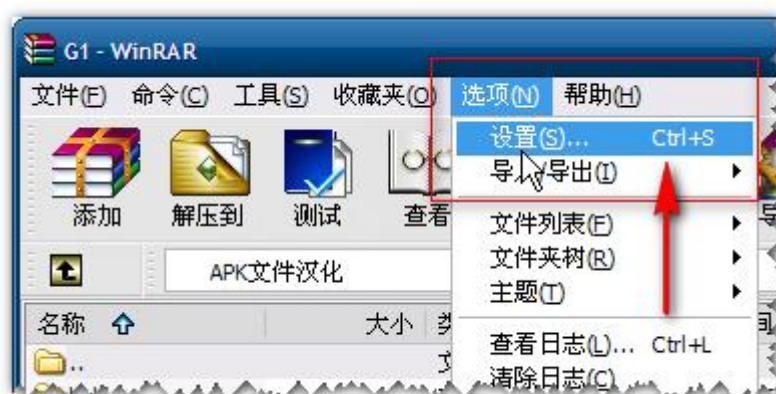 G1 - WinRAR
文件(F) 命令(C) 工具(S) 收藏夹(O) 选项(N) 帮助(H)
设置(S)... Ctrl+S
导入/导出(I)
添加 解压到 测试 查看
文件列表(F)
文件夹树(R)
APK文件汉化
主题(T)
名称 大小
查看日志(L)... Ctrl+L
..
清除日志(C)